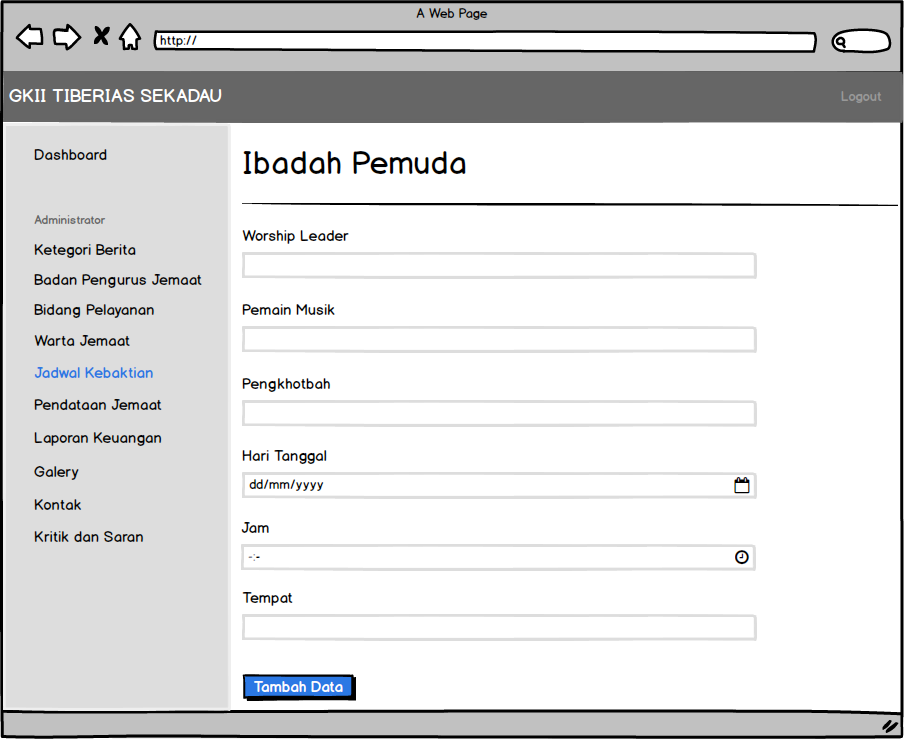 A Web Page
http://
GKII TIBERIAS SEKADAU
Logout
Dashboard
Administrator
Ketegori Berita
Badan Pengurus Jemaat
Bidang Pelayanan
Warta Jemaat
Jadwal Kebaktian
Pendataan Jemaat
Laporan Keuangan
Galery
Kontak
Kritik dan Saran
Ibadah Pemuda
Worship Leader
Pemain Musik
Pengkhotbah
Hari Tanggal
dd/mm/yyyy
Jam
-:-
Tempat
Tambah Data